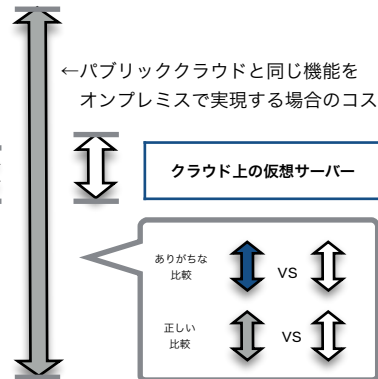 ←パブリッククラウドと同じ機能を
オンプレミスで実現する場合のコス
クラウド上の仮想サーバー
ありがちな
比較
vs
正しい
比較
vs